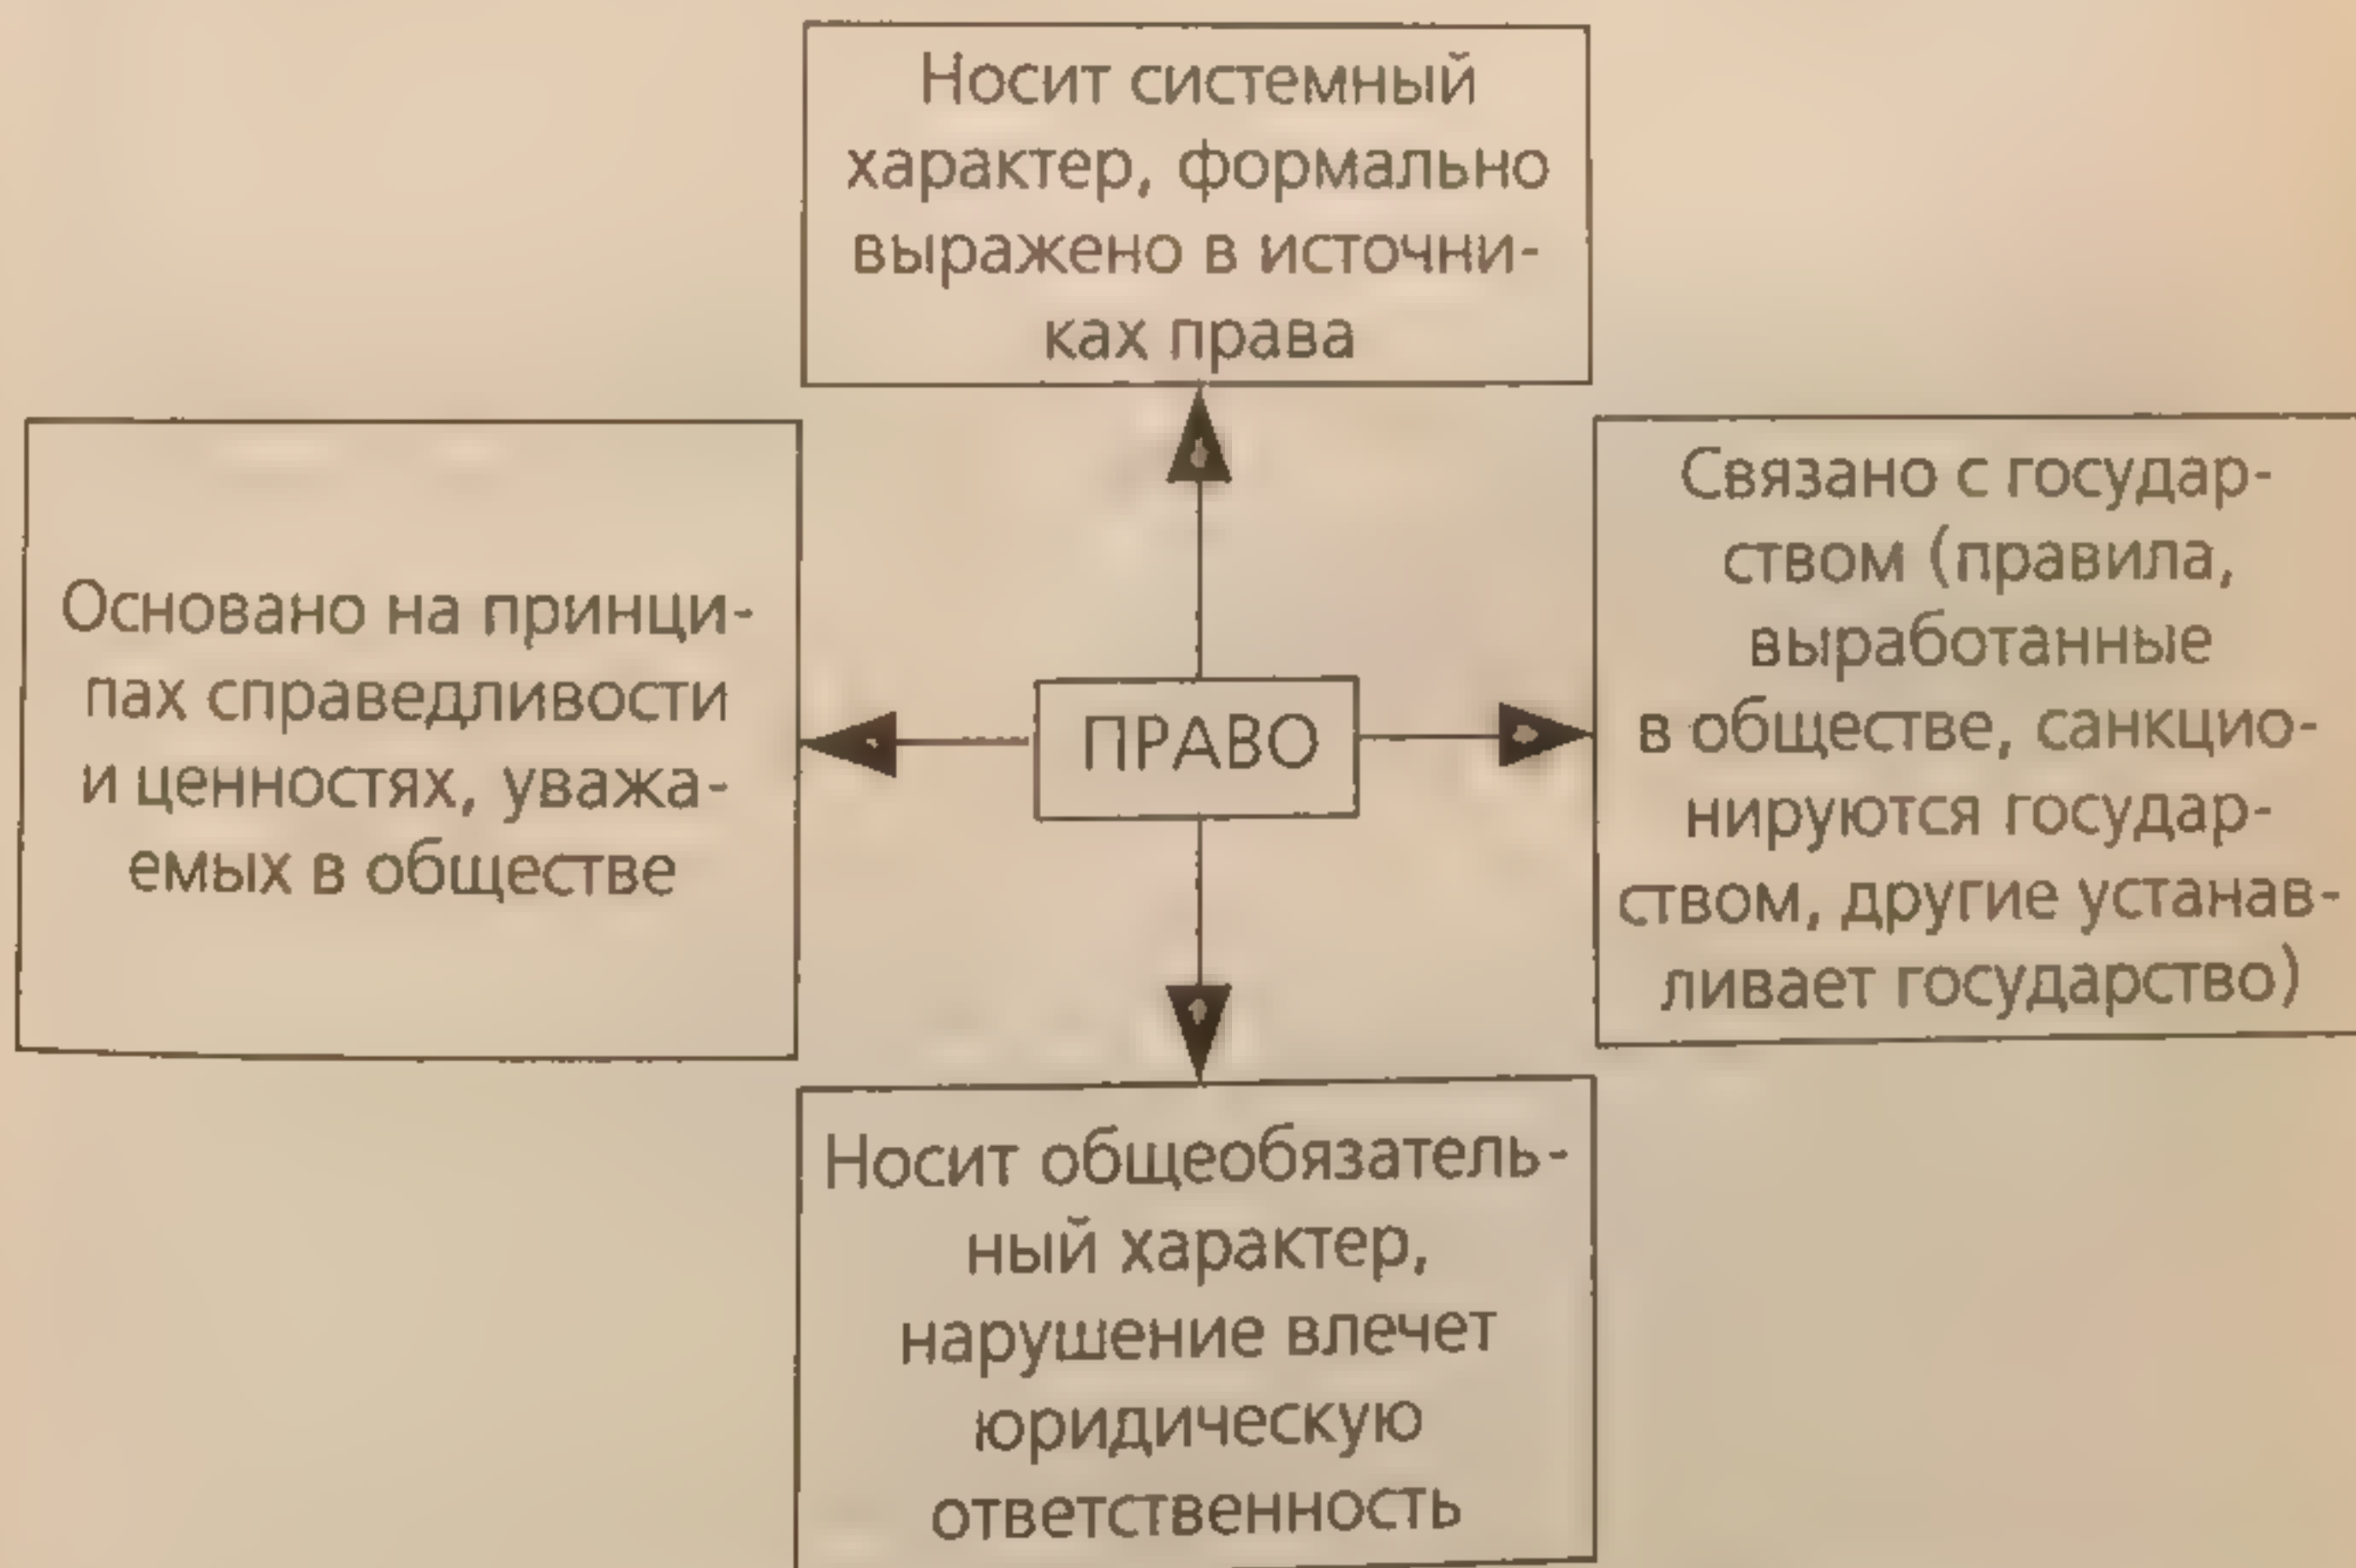 Носит системный
характер, формально
выражено в источни-
ках права
Основано на принци-
пах справедливости
и ценностях, уважа-
емых в обществе
ПРАВО
Связано с государ-
ством (правила,
выработанные
в обществе, санкцио-
нируются государ-
ством, другие устанав-
ливает государство)
Носит общеобязатель-
ный характер,
нарушение влечет
юридическую
ответственность